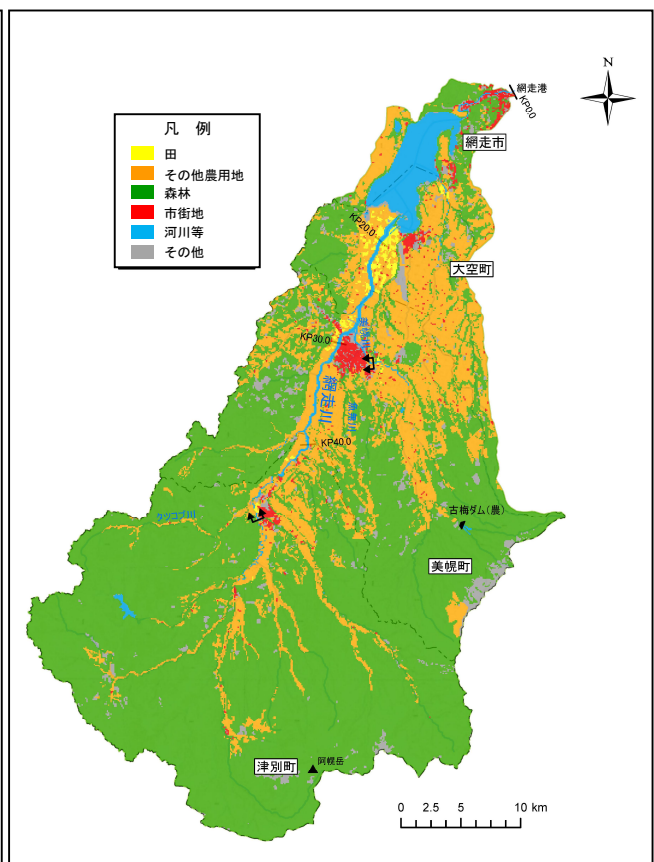 N
網走港
KP0.0
凡 例
田
その他農用地
森林
市街地
河川等
その他
網走市
KP20.0
大空町
KP30.0
網走川
KP40.0
古梅ダム(農)
美幌町
津別町
阿幌岳
0 2.5 5 10 km